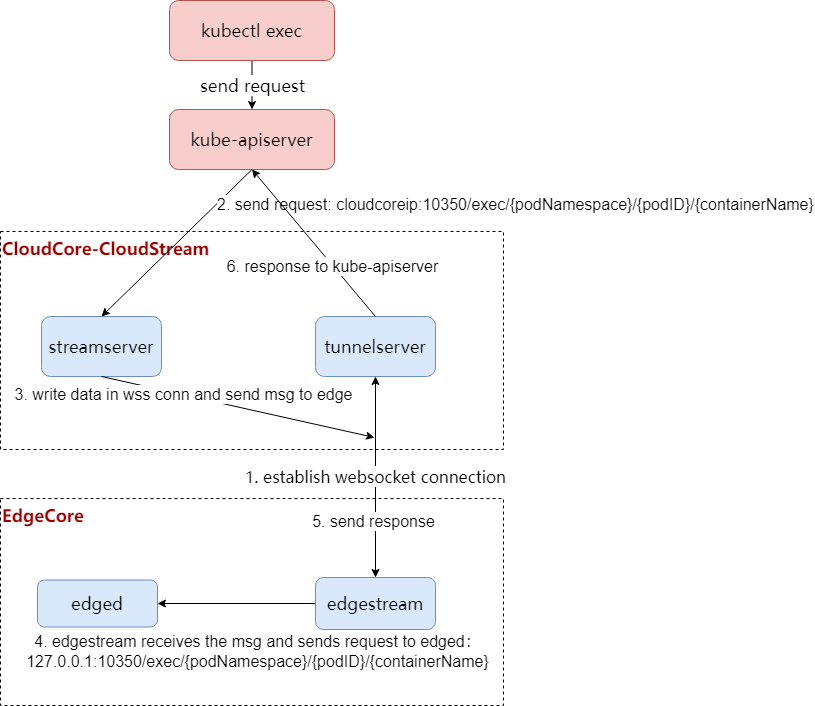 kubectl exec
send request
kube-apiserver
2. send request: cloudcoreip:10350/exec/{podNamespace}/{podID}/{containerName}
CloudCore-CloudStream
6. response to kube-apiserver
streamserver
tunnelserver
3. write data in wss conn and send msg to edge
1. establish websocket connection
EdgeCore
5. send response
edged
edgestream
4. edgestream receives the msg and sends request to edged：
127.0.0.1:10350/exec/{podNamespace}/{podID}/{containerName}